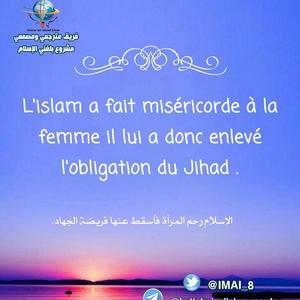 فريق مترجمي ومصممي
مشروع بلغني الإسلام
L'islam a fait miséricorde à la
femme il lui a donc enlevé
l'obligation du Jihad .
الإسلام رحم المرأة فأسقط عنها فريضة الجهاد.
@IMAI_8